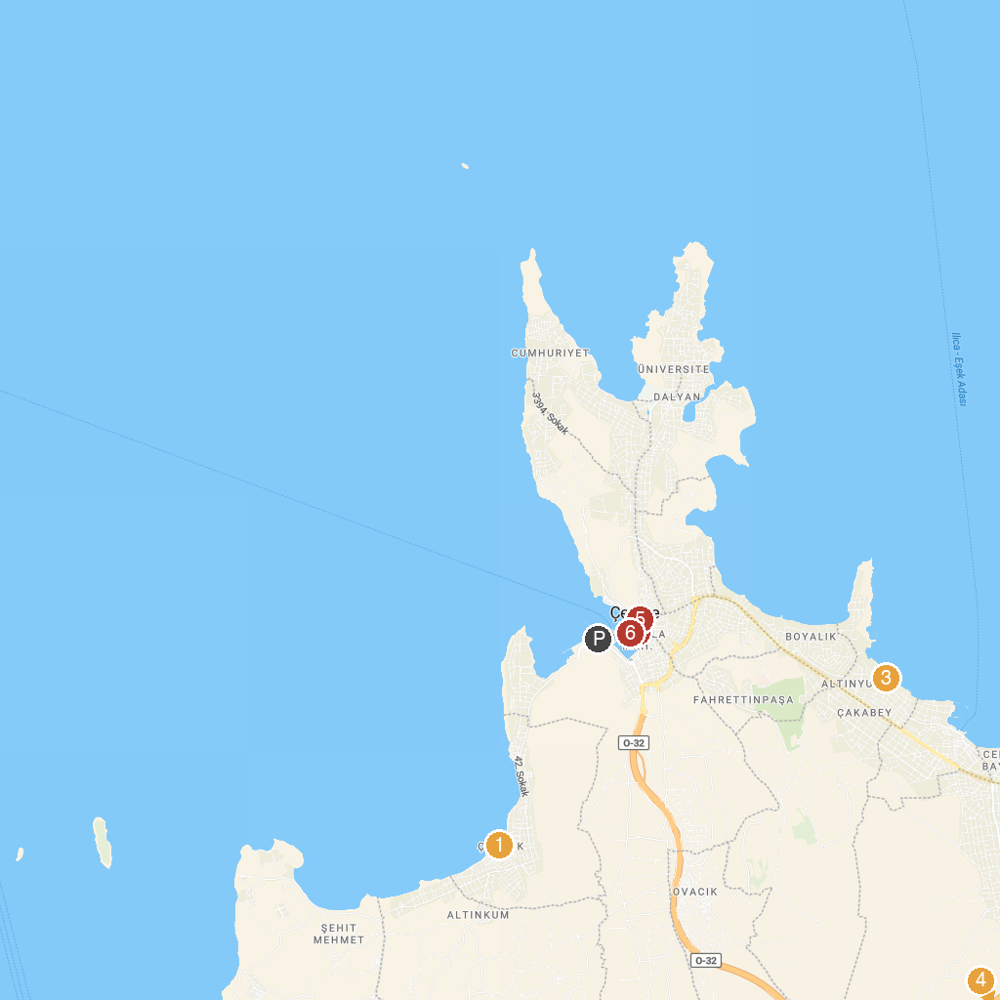 CUMHURIYET
ÜNIVERSITE
DALYAN
3394. Sokak
Ilıca - Eşek Adası
5
6
P
BOYALIK
3
FAHRETTINPAŞA
ÇAKABEY
O-32
42. Sokak
1
OVACIK
ALTINKUM
ŞEHIT
MEHMET
O-32
4